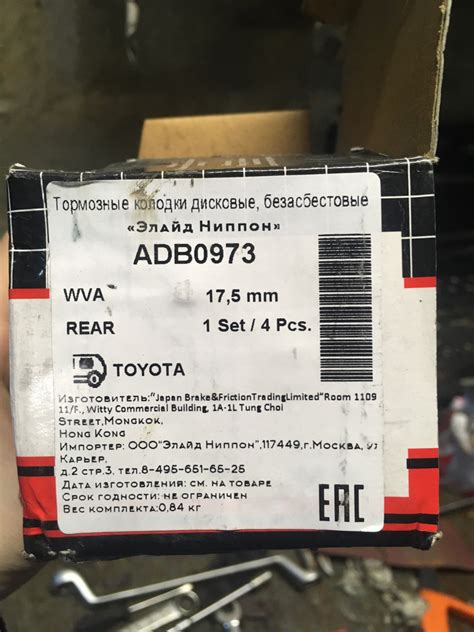 Тормозные колодки дисковые, безасбестовые
«Элайд Ниппон»
ADB0973
WVA 17,5 mm
REAR 1 Set / 4 Pcs.
TOYOTA
Изготовитель:"Japan Brake&FrictionTradingLimited"Room 1109
11/F., Witty Commercial Building, 1A-1L Tung Choi
Street,Mongkok,
Hong Kong
Импортер: ООО"Элайд Ниппон",117449,г.Москва, ул
Карьер,
д.2 стр.3, тел.8-495-651-65-25
Дата изготовления: см. на товаре
Срок годности: не ограничен
Вес комплекта:0,84 кг
EAC